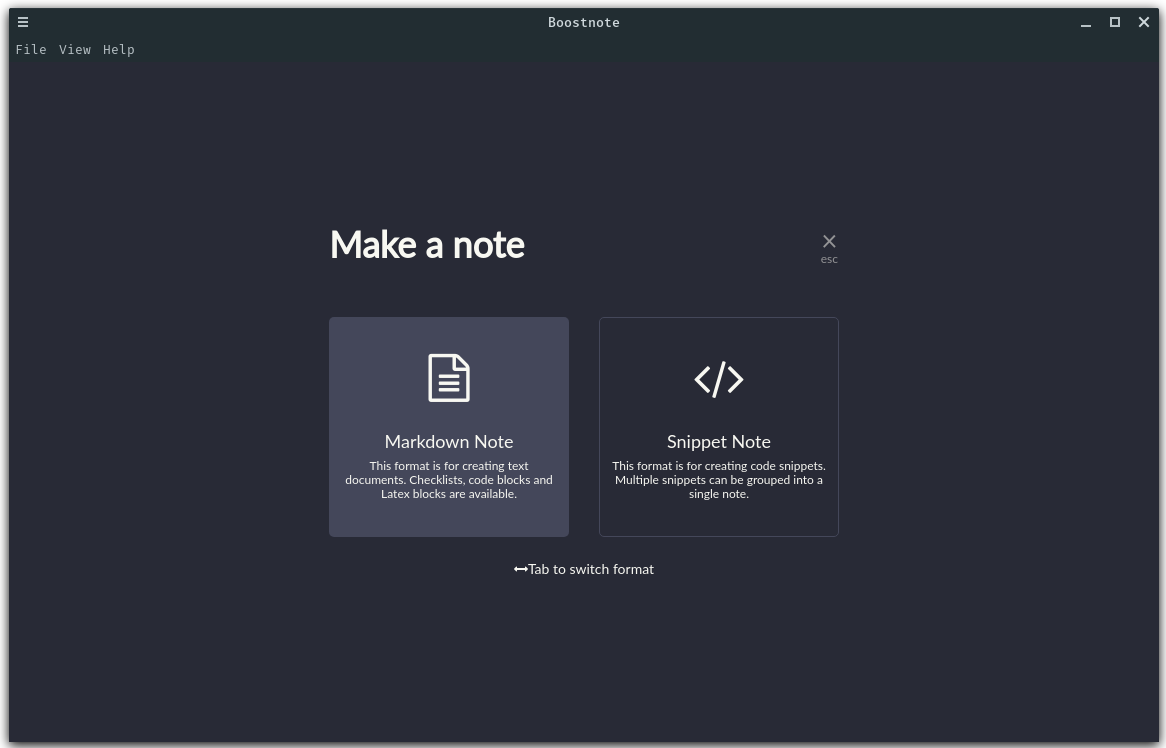 Boostnote
File View Help
Make a note
esc
Markdown Note
This format is for creating text
documents. Checklists, code blocks and
Latex blocks are available.
Snippet Note
This format is for creating code snippets.
Multiple snippets can be grouped into a
single note.
Tab to switch format